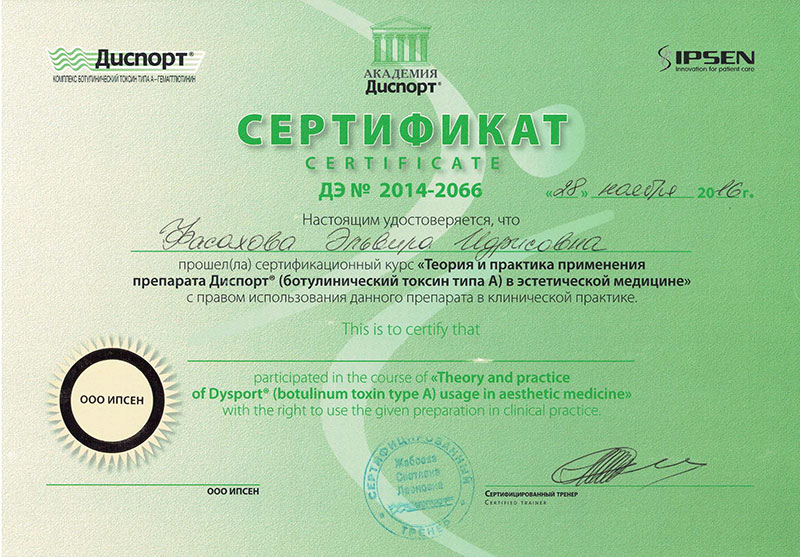 Диспорт®
КОМПЛЕКС БОТУЛИНИЧЕСКИЙ ТОКСИН ТИПА А–ГЕМАГГЛЮТИНИН
АКАДЕМИЯ
Диспорт®
IPSEN
Innovation for patient care
СЕРТИФИКАТ
CERTIFICATE
ДЭ № 2014-2066
«28» ноября 2016 г.
Настоящим удостоверяется, что
Хасахова Эльвира Идрисовна
прошел(ла) сертификационный курс «Теория и практика применения
препарата Диспорт® (ботулинический токсин типа А) в эстетической медицине»
с правом использования данного препарата в клинической практике.
This is to certify that
participated in the course of «Theory and practice
of Dysport® (botulinum toxin type A) usage in aesthetic medicine»
with the right to use the given preparation in clinical practice.
ООО ИПСЕН
ООО ИПСЕН
СЕРТИФИЦИРОВАННЫЙ
Светлана
Леоновна
ТРЕНЕР
Сертифицированный тренер
Certified trainer